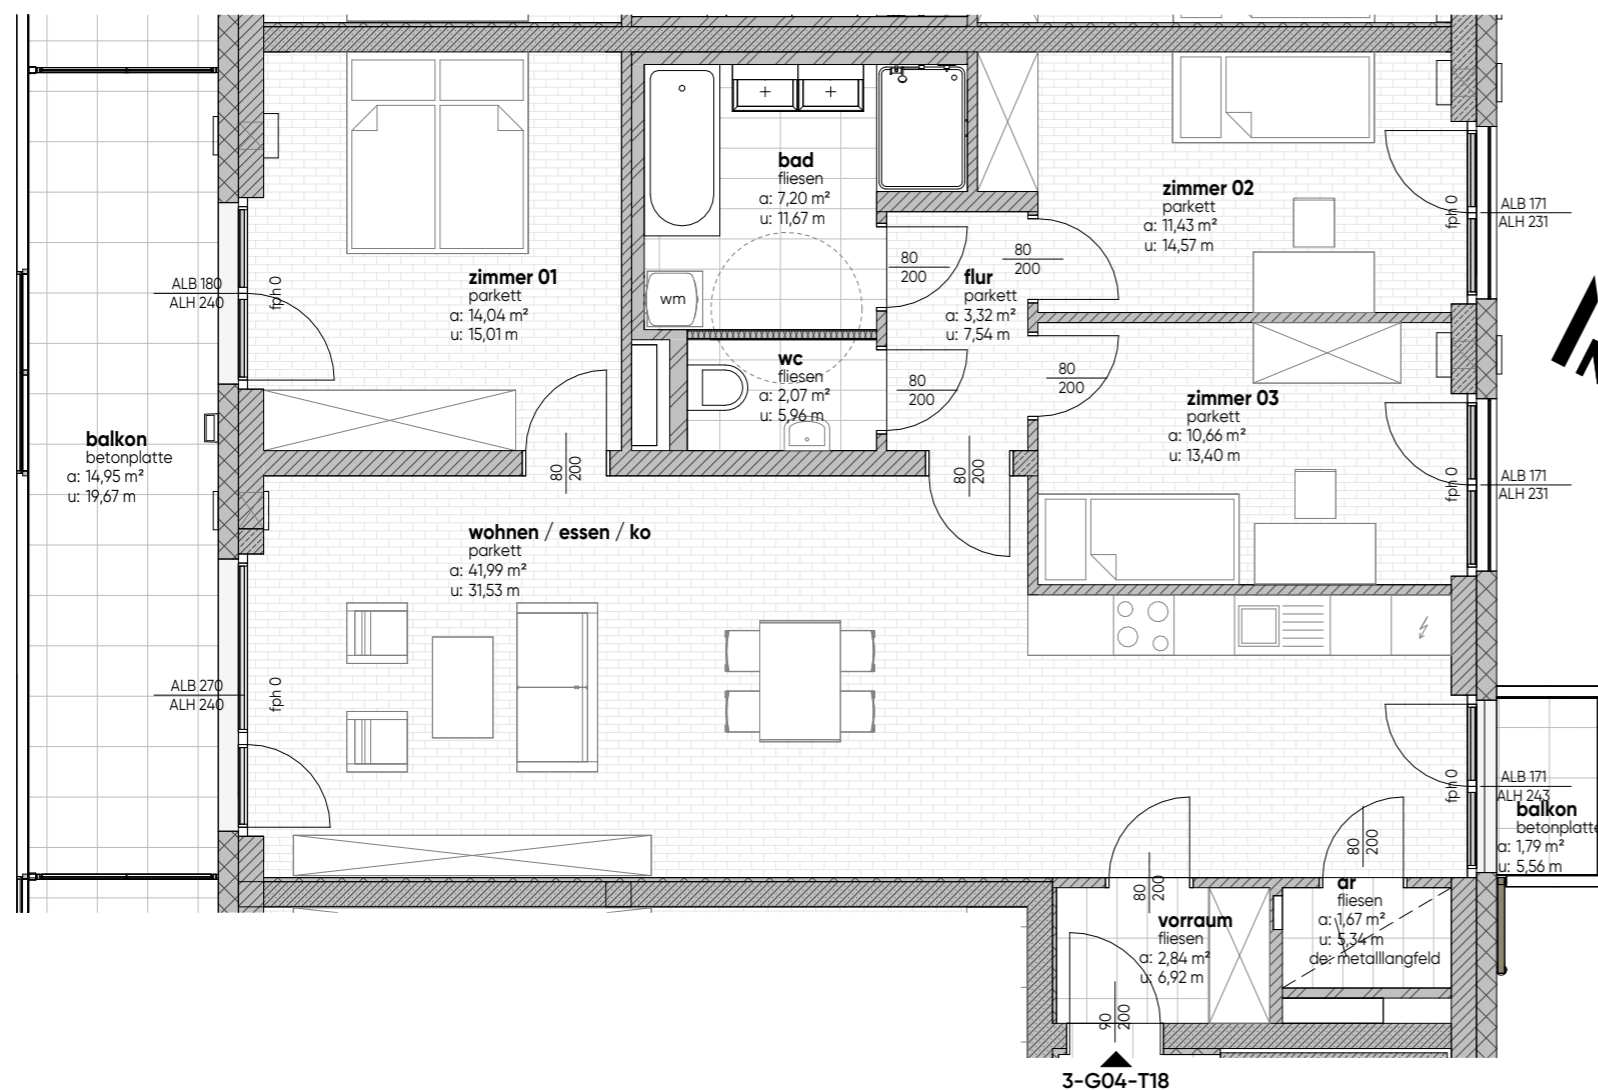 bad
fliesen
a: 7,20 m²
u: 11,67 m
wm
zimmer 01
parkett
a: 14,04 m²
u: 15,01 m
zimmer 02
parkett
a: 11,43 m²
u: 14,57 m
flur
parkett
a: 3,32 m²
u: 7,54 m
wc
fliesen
a: 2,07 m²
u: 5,96 m
zimmer 03
parkett
a: 10,66 m²
u: 13,40 m
balkon
betonplatte
a: 14,95 m²
u: 19,67 m
wohnen / essen / ko
parkett
a: 41,99 m²
u: 31,53 m
balkon
betonplatte
a: 1,79 m²
u: 5,56 m
vorraum
fliesen
a: 2,84 m²
u: 6,92 m
ar
fliesen
a: 1,67 m²
u: 5,34 m
de: metalllangfeld
ALB 180
ALH 240
fph 0
ALB 270
ALH 240
fph 0
ALB 171
ALH 231
fph 0
ALB 171
ALH 231
fph 0
ALB 171
ALH 243
fph 0
80
200
80
200
80
200
80
200
80
200
80
200
80
200
80
200
90
200
3-G04-T18